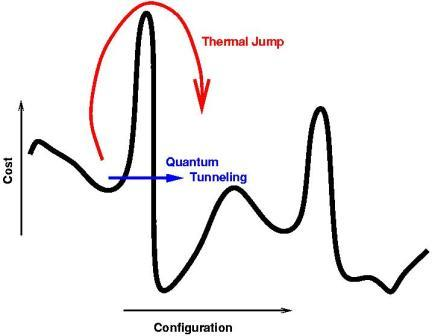 Thermal Jump
Quantum
Tunneling
Cost
Configuration